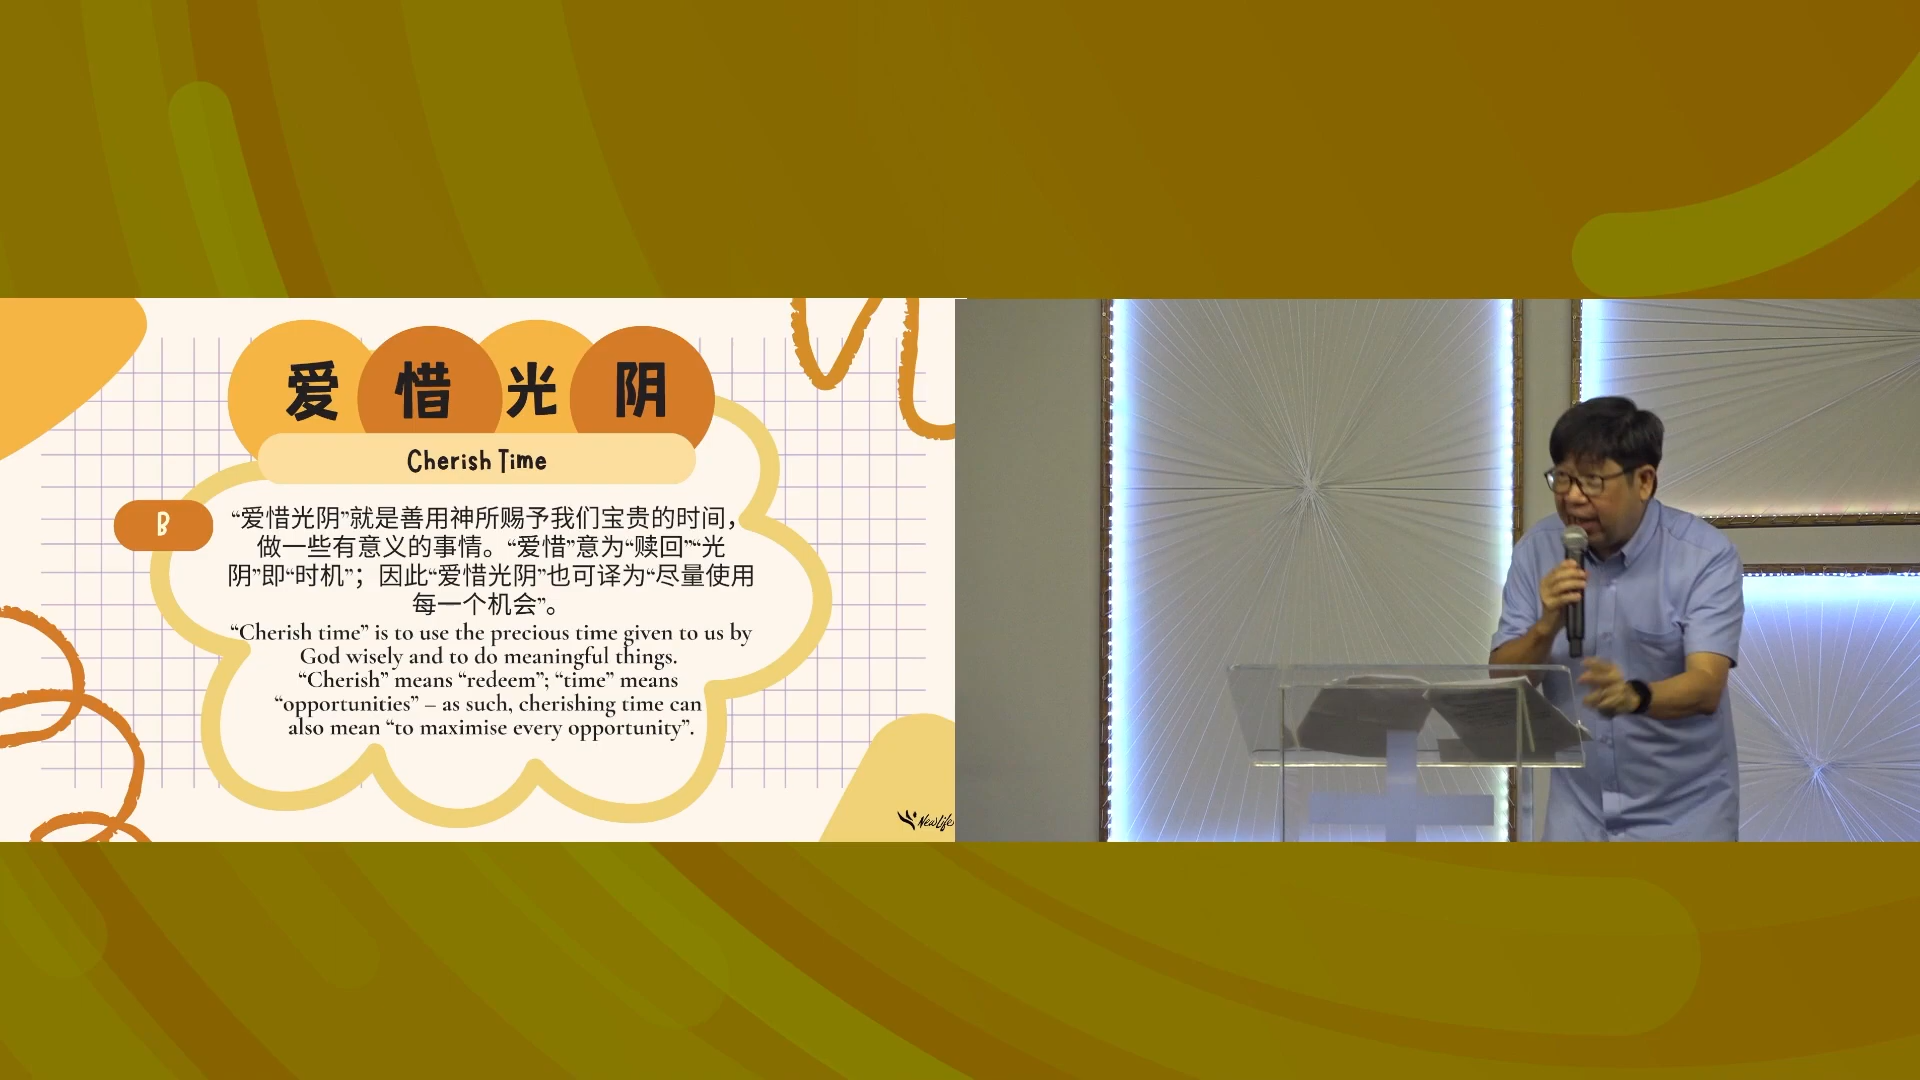 爱惜光阴
Cherish Time
B
“爱惜光阴”就是善用神所赐予我们宝贵的时间，
做一些有意义的事情。“爱惜”意为“赎回”“光
阴”即“时机”；因此“爱惜光阴”也可译为“尽量使用
每一个机会”。
“Cherish time” is to use the precious time given to us by
God wisely and to do meaningful things.
“Cherish” means “redeem”; “time” means
“opportunities” – as such, cherishing time can
also mean “to maximise every opportunity”.
NewLife